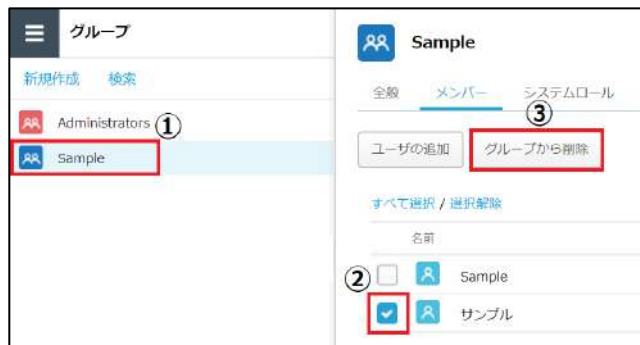 グループ
新規作成 検索
Administrators ①
Sample
Sample
全般 メンバー システムロール
③
ユーザの追加 グループから削除
すべて選択 / 選択解除
名前
② Sample
サンプル